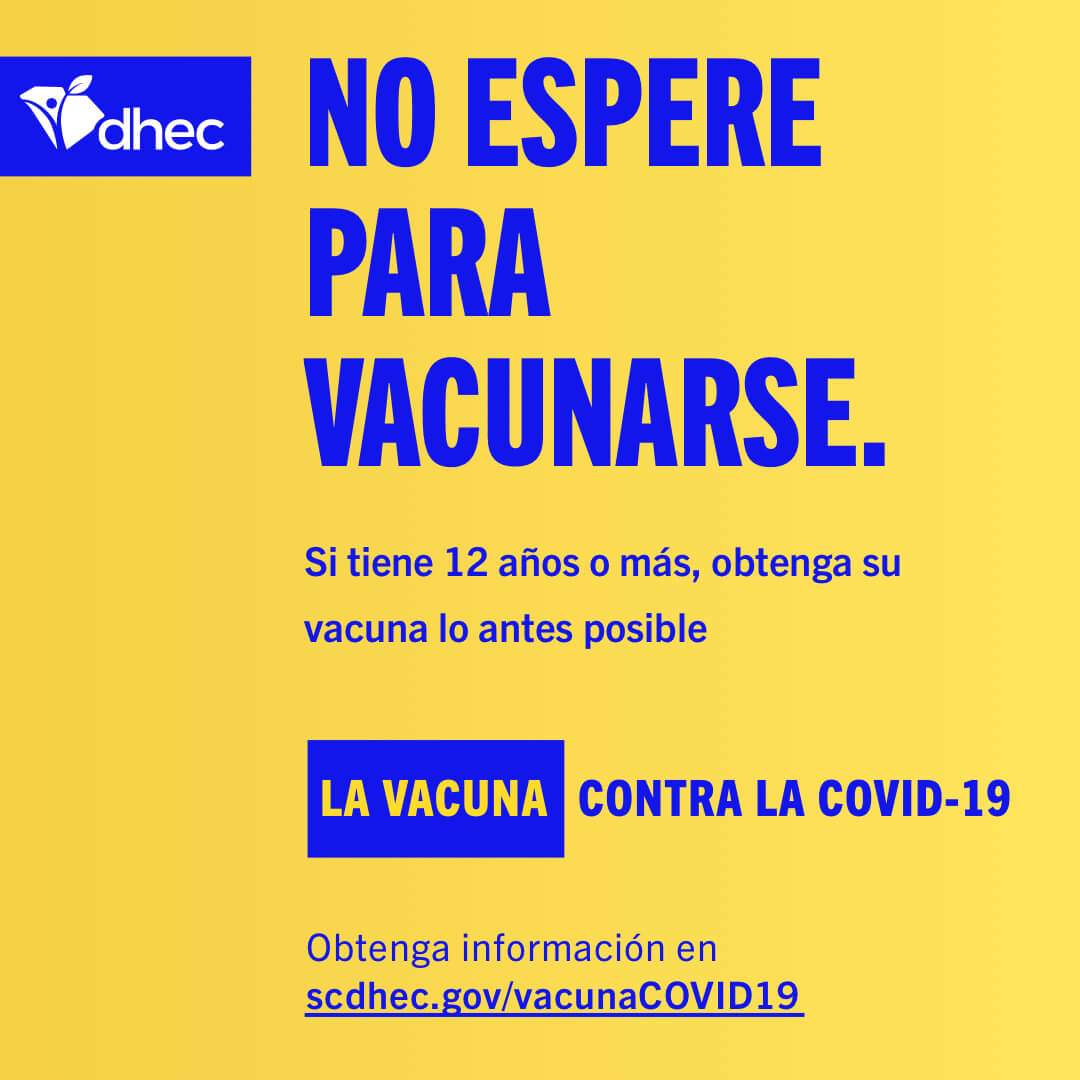 dhec
NO ESPERE
PARA
VACUNARSE.
Si tiene 12 años o más, obtenga su
vacuna lo antes posible
LA VACUNA CONTRA LA COVID-19
Obtenga información en
scdhec.gov/vacunaCOVID19